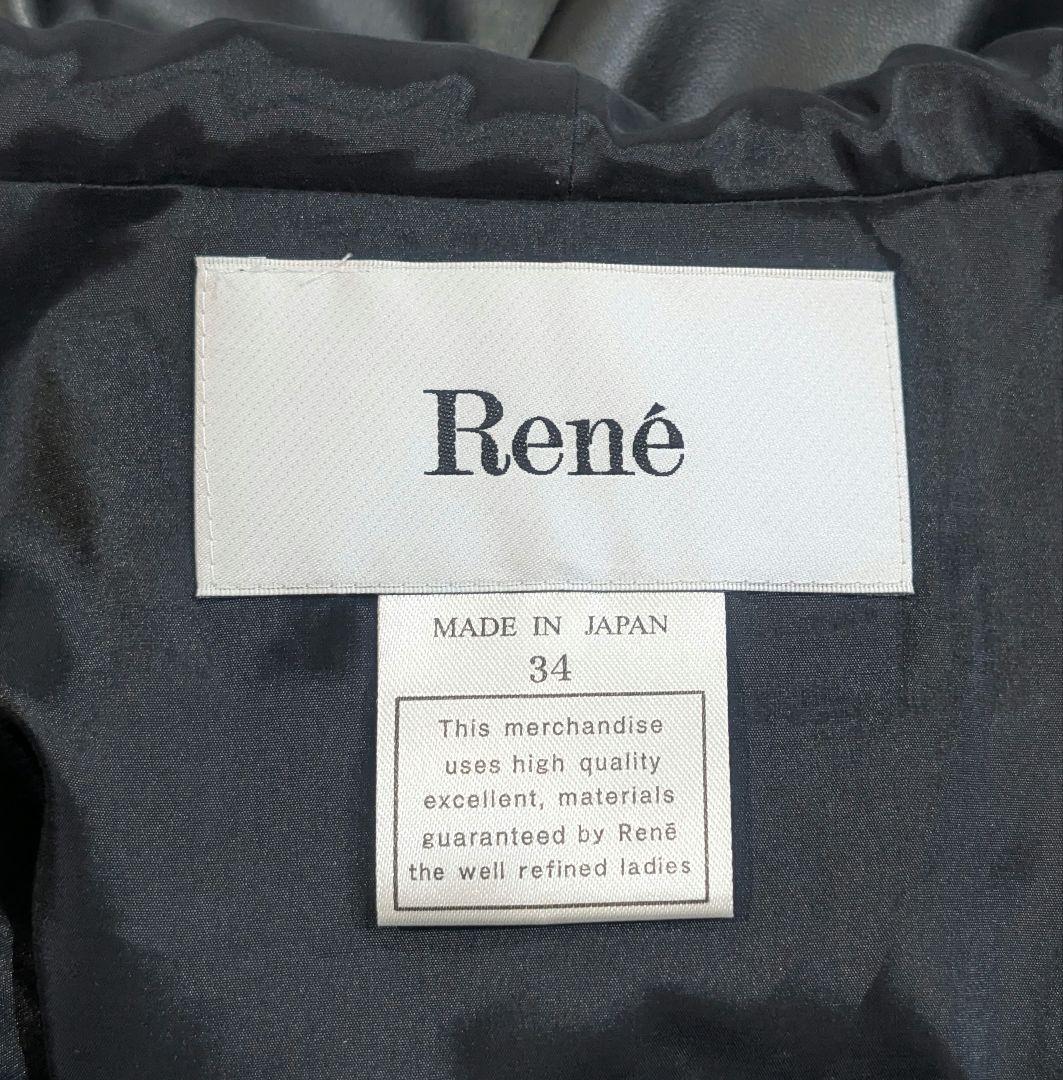 René
MADE IN JAPAN
34
This merchandise
uses high quality
excellent, materials
guaranteed by Renē
the well refined ladies